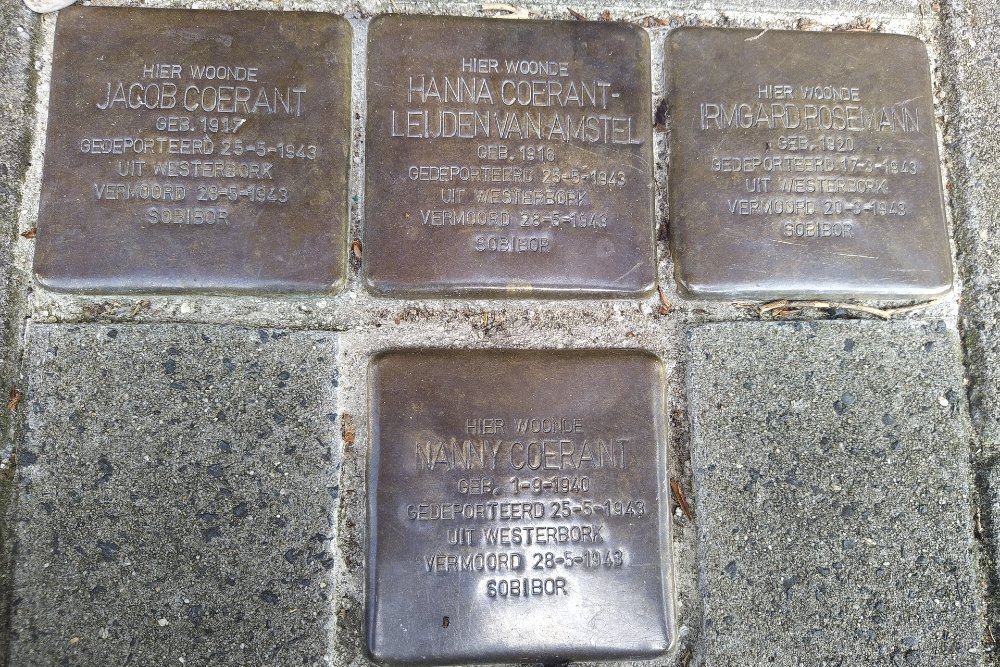 HIER WOONDE
JACOB COERANT
GEB. 1917
GEDEPORTEERD 25-5-1943
UIT WESTERBORK
VERMOORD 28-5-1943
SOBIBOR
HIER WOONDE
HANNA COERANT-
LEIJDEN VAN AMSTEL
GEB. 1916
GEDEPORTEERD 25-5-1943
UIT WESTERBORK
VERMOORD 28-5-1943
SOBIBOR
HIER WOONDE
IRMGARD ROSEMANN
GEB. 1920
GEDEPORTEERD 17-3-1943
UIT WESTERBORK
VERMOORD 20-3-1943
SOBIBOR
HIER WOONDE
NANNY COERANT
GEB. 1-9-1940
GEDEPORTEERD 25-5-1943
UIT WESTERBORK
VERMOORD 28-5-1943
SOBIBOR